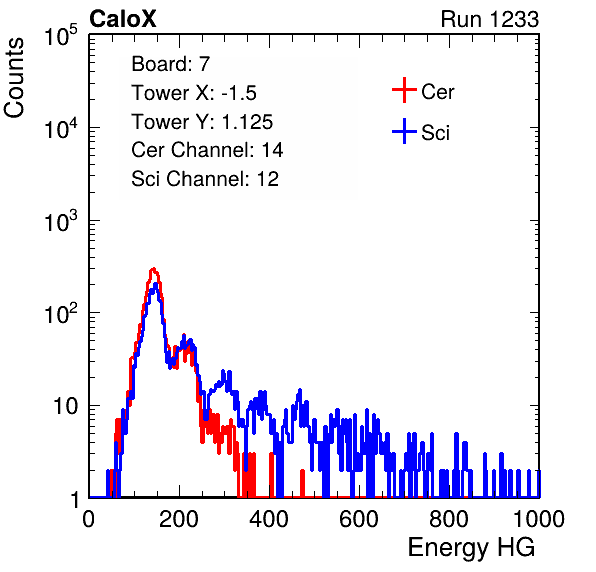 CaloX Run 1233
Counts
10^5
10^4
10^3
10^2
10
1
Board: 7
Tower X: -1.5
Tower Y: 1.125
Cer Channel: 14
Sci Channel: 12
Cer
Sci
0 200 400 600 800 1000
Energy HG